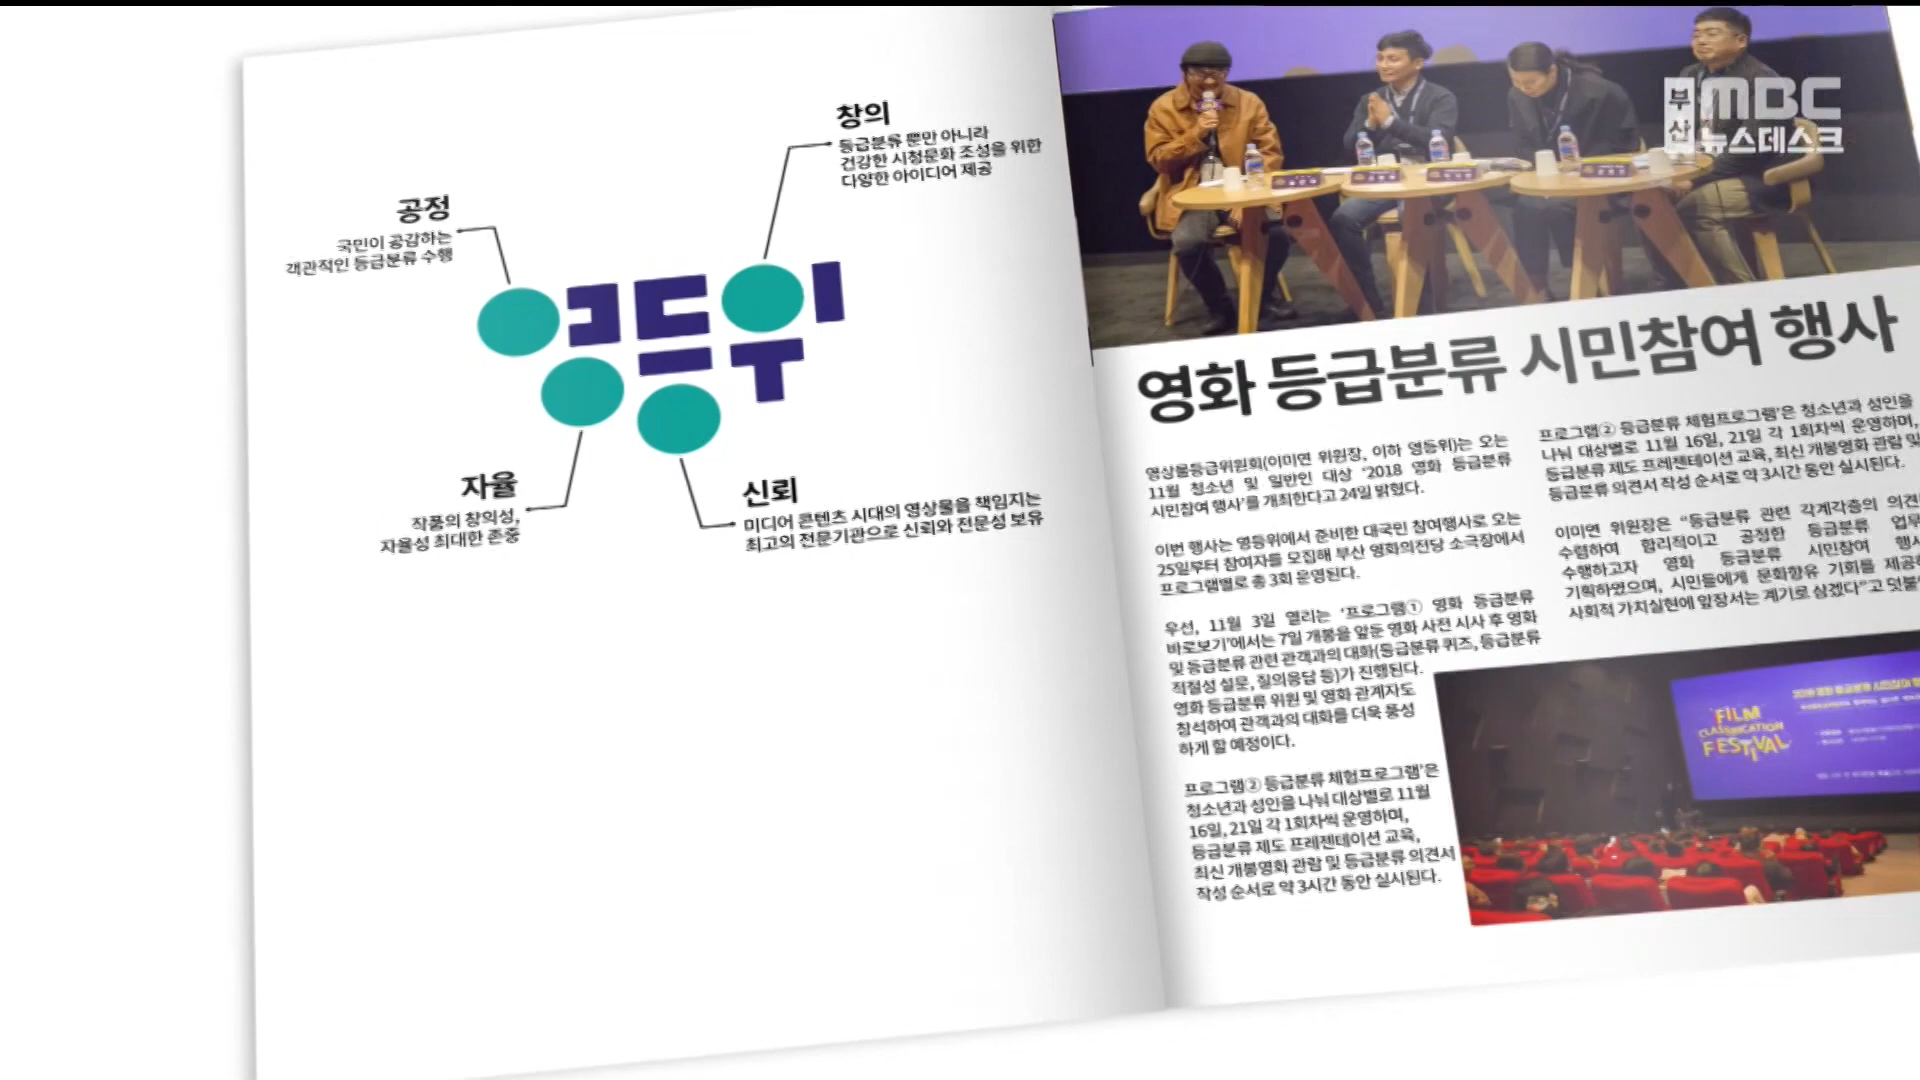 창의
등급분류 뿐만 아니라
건강한 시청문화 조성을 위한
다양한 아이디어 제공
공정
국민이 공감하는
객관적인 등급분류 수행
영등위
자율
작품의 창의성,
자율성 최대한 존중
신뢰
미디어 콘텐츠 시대의 영상물을 책임지는
최고의 전문기관으로 신뢰와 전문성 보유
부산
MBC
뉴스데스크
영화 등급분류 시민참여 행사
영상물등급위원회(이미연 위원장, 이하 영등위)는 오는
11월 청소년 및 일반인 대상 '2018 영화 등급분류
시민참여 행사'를 개최한다고 24일 밝혔다.
이번 행사는 영등위에서 준비한 대국민 참여행사로 오는
25일부터 참여자를 모집해 부산 영화의전당 소극장에서
프로그램별로 총 3회 운영된다.
우선, 11월 3일 열리는 '프로그램① 영화 등급분류
바로보기'에서는 7일 개봉을 앞둔 영화 사전 시사 후 영화
및 등급분류 관련 관객과의 대화(등급분류 퀴즈, 등급분류
적절성 설문, 질의응답 등)가 진행된다.
영화 등급분류 위원 및 영화 관계자도
참석하여 관객과의 대화를 더욱 풍성
하게 할 예정이다.
프로그램② 등급분류 체험프로그램'은
청소년과 성인을 나눠 대상별로 11월
16일, 21일 각 1회차씩 운영하며,
등급분류 제도 프레젠테이션 교육,
최신 개봉영화 관람 및 등급분류 의견서
작성 순서로 약 3시간 동안 실시된다.
프로그램② 등급분류 체험프로그램'은 청소년과 성인을
나눠 대상별로 11월 16일, 21일 각 1회차씩 운영하며,
등급분류 제도 프레젠테이션 교육, 최신 개봉영화 관람 및
등급분류 의견서 작성 순서로 약 3시간 동안 실시된다.
이미연 위원장은 "등급분류 관련 각계각층의 의견
수렴하여 합리적이고 공정한 등급분류 업무
수행하고자 영화 등급분류 시민참여 행사
기획하였으며, 시민들에게 문화향유 기회를 제공
사회적 가치실현에 앞장서는 계기로 삼겠다"고 덧붙
FILM
CLASSIFICATION
FESTIVAL